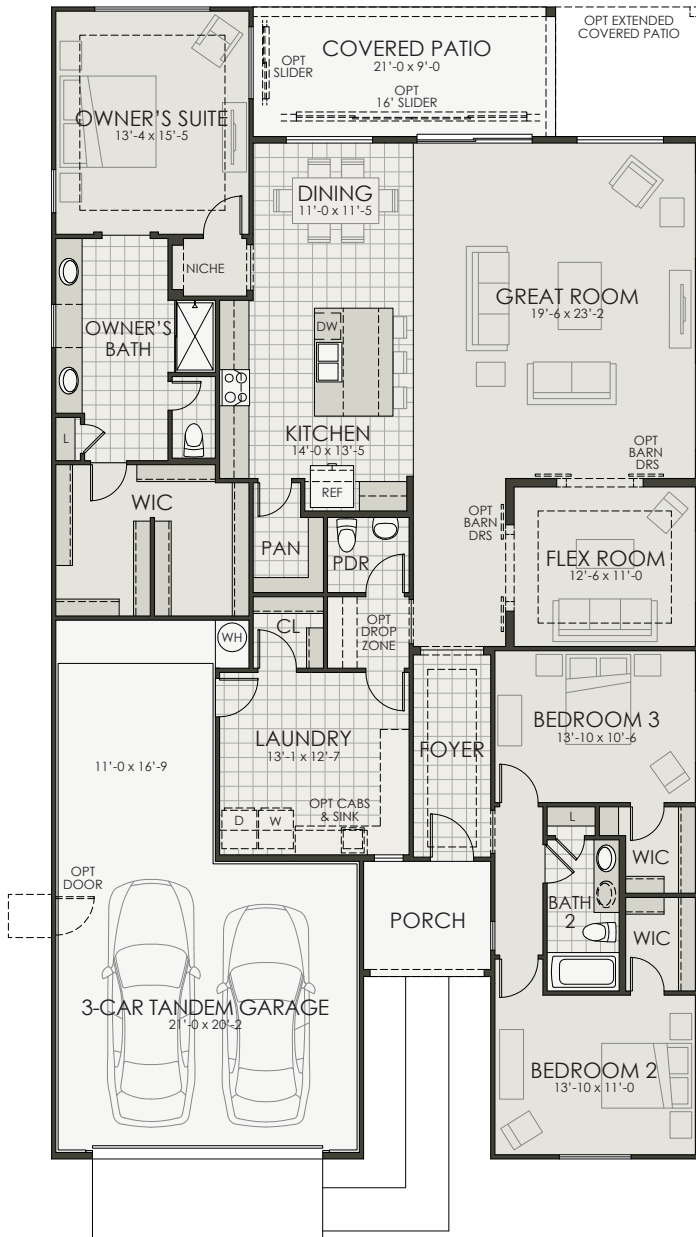 OPT EXTENDED
COVERED PATIO
COVERED PATIO
21'-0 x 9'-0
OPT
SLIDER
OPT
16' SLIDER
OWNER'S SUITE
13'-4 x 15'-5
DINING
11'-0 x 11'-5
NICHE
GREAT ROOM
19'-6 x 23'-2
OWNER'S
BATH
DW
KITCHEN
14'-0 x 13'-5
L
OPT
BARN
DRS
REF
WIC
OPT
BARN
DRS
PAN
PDR
FLEX ROOM
12'-6 x 11'-0
CL
OPT
DROP
ZONE
WH
BEDROOM 3
13'-10 x 10'-6
LAUNDRY
13'-1 x 12'-7
FOYER
11'-0 x 16'-9
D
W
OPT CABS
& SINK
L
WIC
OPT
DOOR
BATH
2
PORCH
WIC
3-CAR TANDEM GARAGE
21'-0 x 20'-2
BEDROOM 2
13'-10 x 11'-0